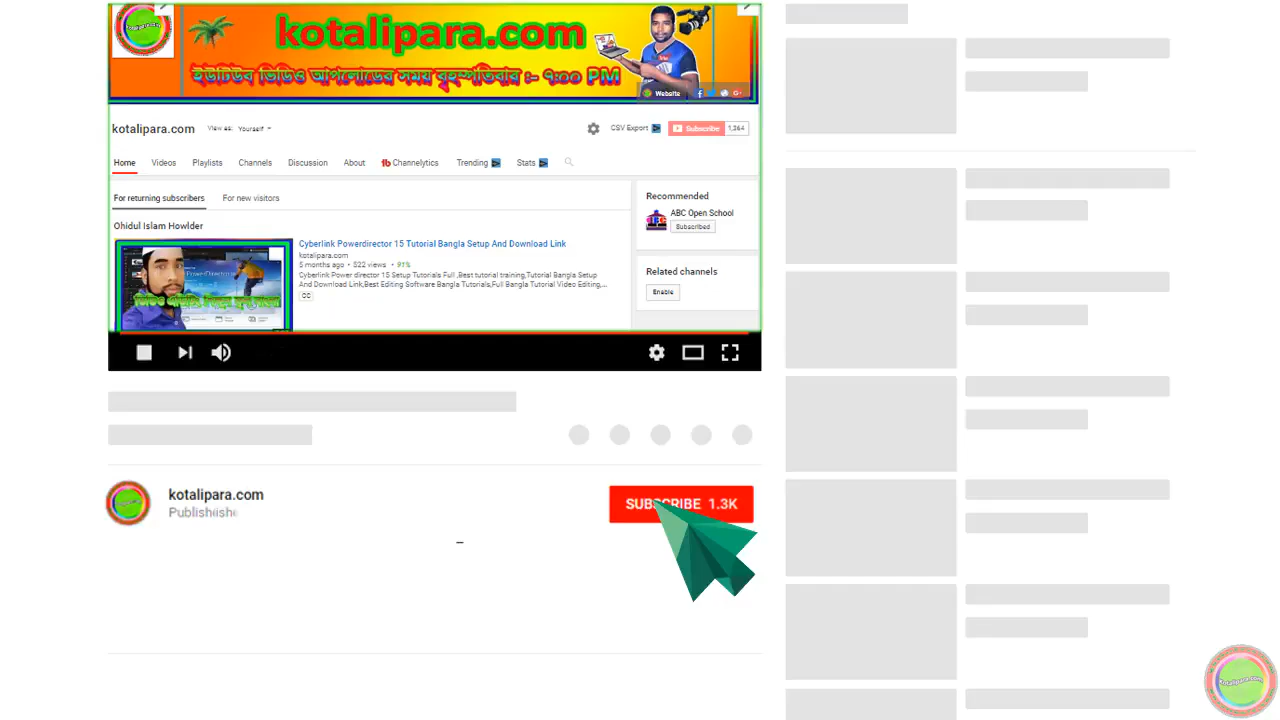 kotalipara.com
ইউটিউব ভিডিও আপলোডের সময় বৃহস্পতিবার :- ৭:০০ PM
Website
kotalipara.com View as: Yourself
CSV Export Subscribe 1,364
Home Videos Playlists Channels Discussion About Channelytics Trending Stats
For returning subscribers For new visitors
Ohidul Islam Howlder
Cyberlink Powerdirector 15 Tutorial Bangla Setup And Download Link
kotalipara.com
5 months ago • 522 views • 91%
Cyberlink Power director 15 Setup Tutorials Full ,Best tutorial training,Tutorial Bangla Setup
And Download Link,Best Editing Software Bangla Tutorials,Full Bangla Tutorial Video Editing,...
CC
Recommended
ABC Open School
Subscribed
Related channels
Enable
kotalipara.com
SUBSCRIBE 1.3K
Kotalipara.com